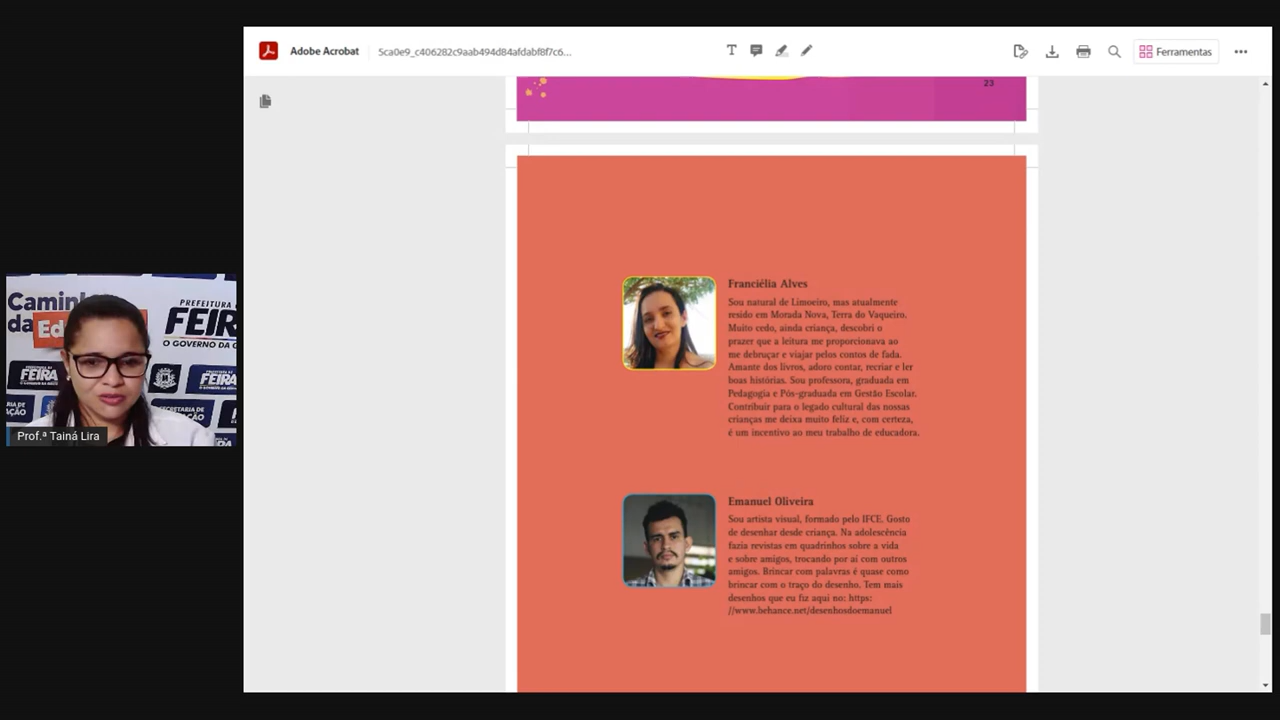 Adobe Acrobat
5ca0e9_c406282c9aab494d84afdabf8f7c6...
T
Ferramentas
23
Franciélia Alves
Sou natural de Limoeiro, mas atualmente
resido em Morada Nova, Terra do Vaqueiro.
Muito cedo, ainda criança, descobri o
prazer que a leitura me proporcionava ao
me debruçar e viajar pelos contos de fada.
Amante dos livros, adoro contar, recriar e ler
boas histórias. Sou professora, graduada em
Pedagogia e Pós-graduada em Gestão Escolar.
Contribuir para o legado cultural das nossas
crianças me deixa muito feliz e, com certeza,
é um incentivo ao meu trabalho de educadora.
Emanuel Oliveira
Sou artista visual, formado pelo IFCE. Gosto
de desenhar desde criança. Na adolescência
fazia revistas em quadrinhos sobre a vida
e sobre amigos, trocando por aí com outros
amigos. Brincar com palavras é quase como
brincar com o traço do desenho. Tem mais
desenhos que eu fiz aqui no: https:
//www.behance.net/desenhosdoemanuel
Caminh
da Ed
PREFEITURA
FEIRA
O GOVERNO DA
FEIRA
FEIRA
SECRETARIA DE
Prof.ª Tainá Lira